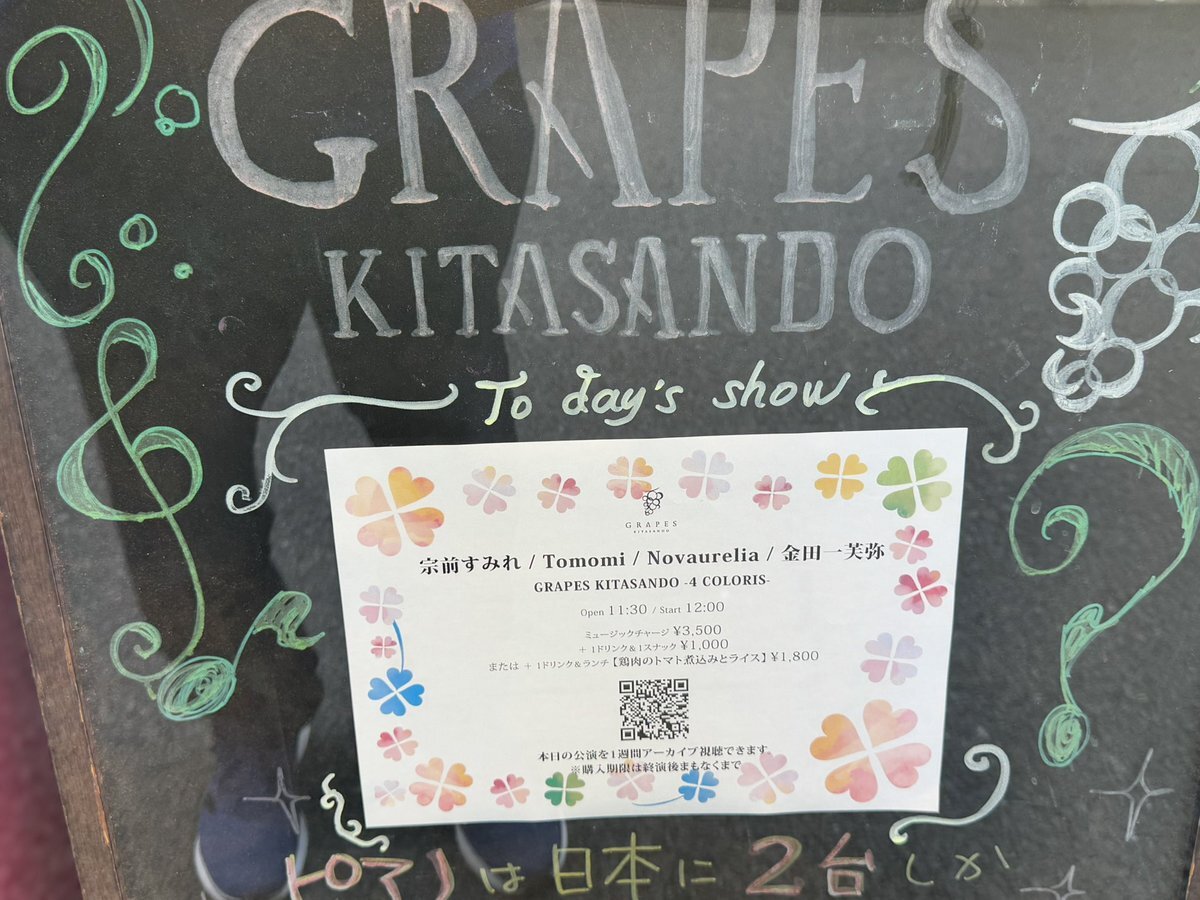 GRAPES
KITASANDO
To day's show
GRAPES
KITASANDO
宗前すみれ / Tomomi / Novaurelia / 金田一芙弥
GRAPES KITASANDO -4 COLORIS-
Open 11:30 / Start 12:00
ミュージックチャージ ¥3,500
+ 1ドリンク&1スナック ¥1,000
または + 1ドリンク&ランチ【鶏肉のトマト煮込みとライス】¥1,800
本日の公演を1週間アーカイブ視聴できます。
※購入期限は終演後まもなくまで
は日本に2台しか